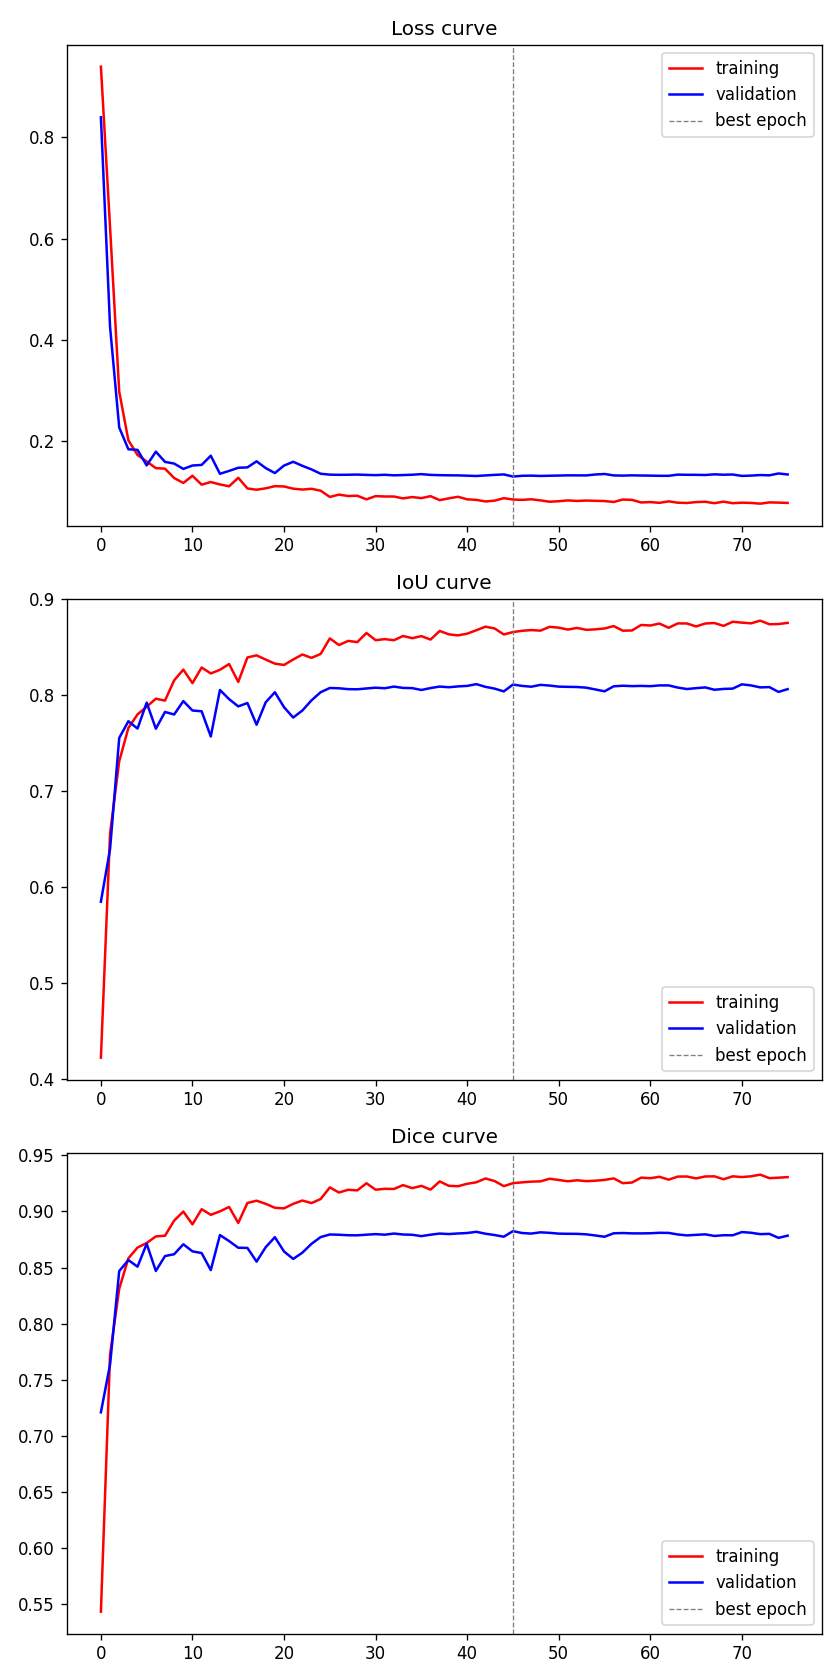 Loss curve
training
validation
best epoch
0.8
0.6
0.4
0.2
0 10 20 30 40 50 60 70
IoU curve
0.9
0.8
0.7
0.6
0.5
0.4
training
validation
best epoch
0 10 20 30 40 50 60 70
Dice curve
0.95
0.90
0.85
0.80
0.75
0.70
0.65
0.60
0.55
training
validation
best epoch
0 10 20 30 40 50 60 70